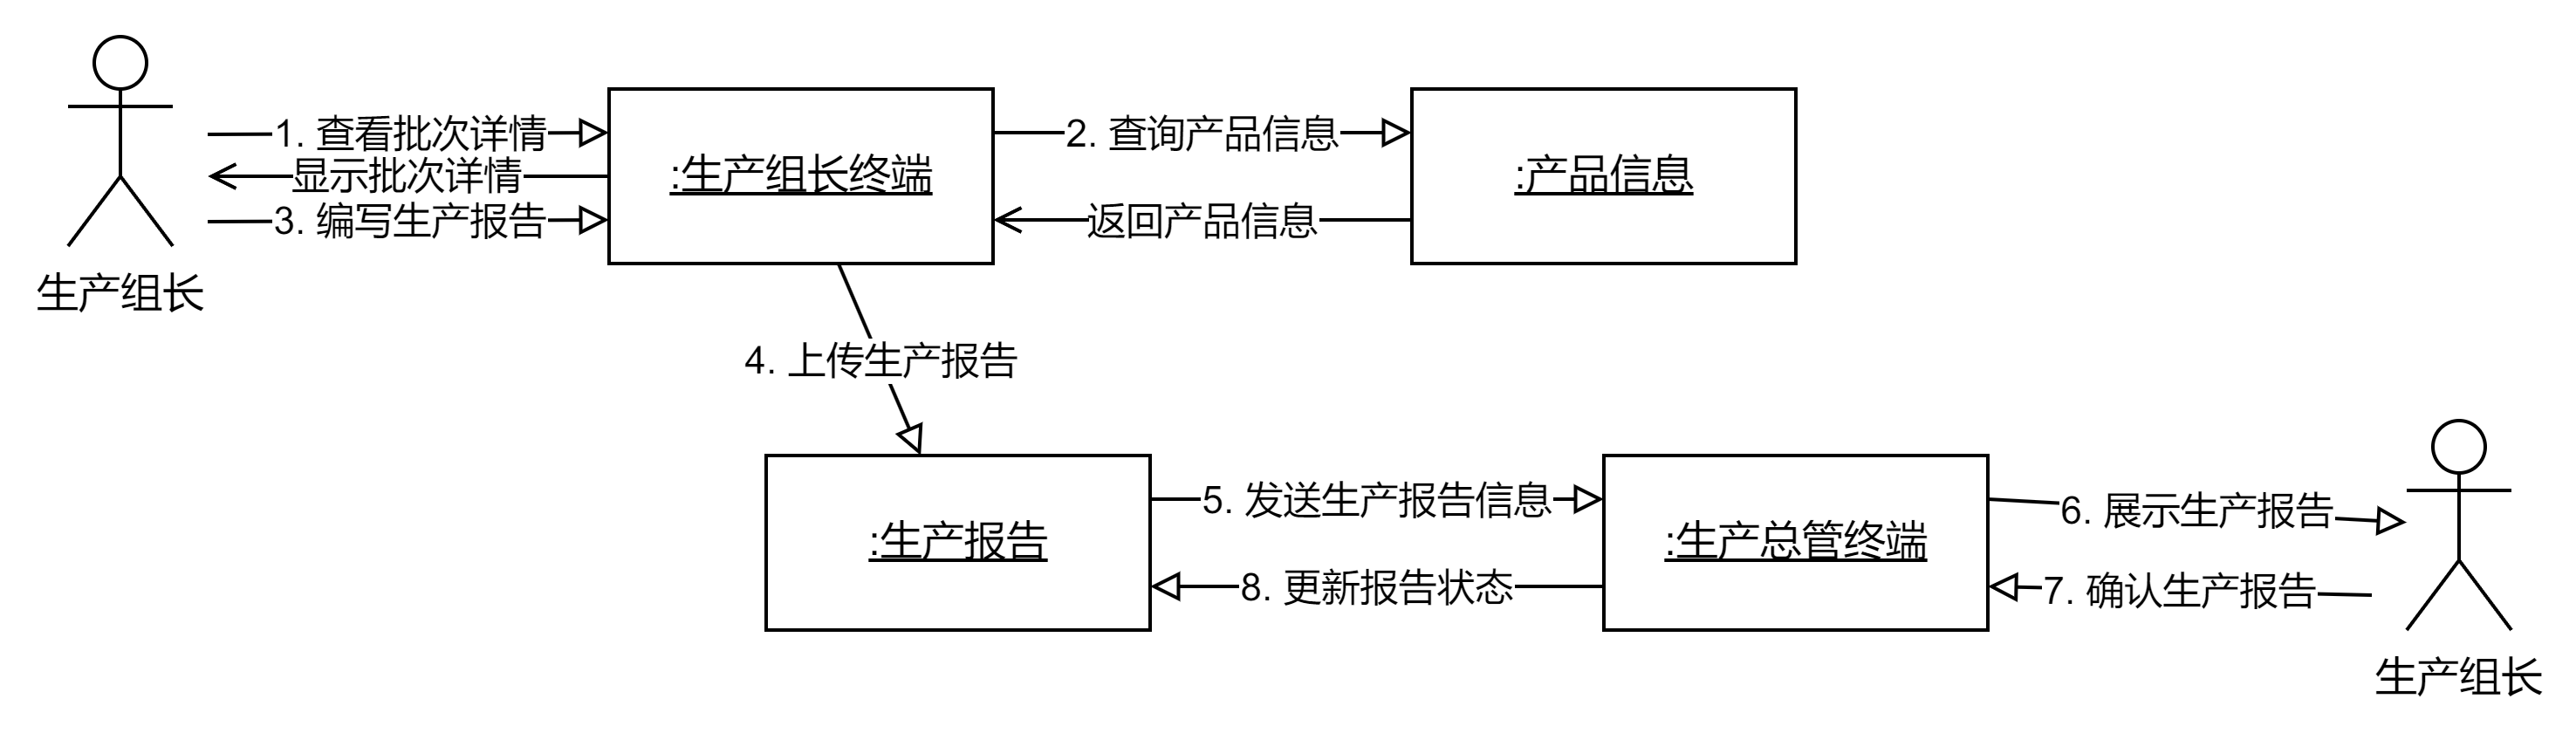 1. 查看批次详情
显示批次详情
3. 编写生产报告
生产组长
:生产组长终端
2. 查询产品信息
返回产品信息
:产品信息
4. 上传生产报告
:生产报告
5. 发送生产报告信息
8. 更新报告状态
:生产总管终端
6. 展示生产报告
7. 确认生产报告
生产组长